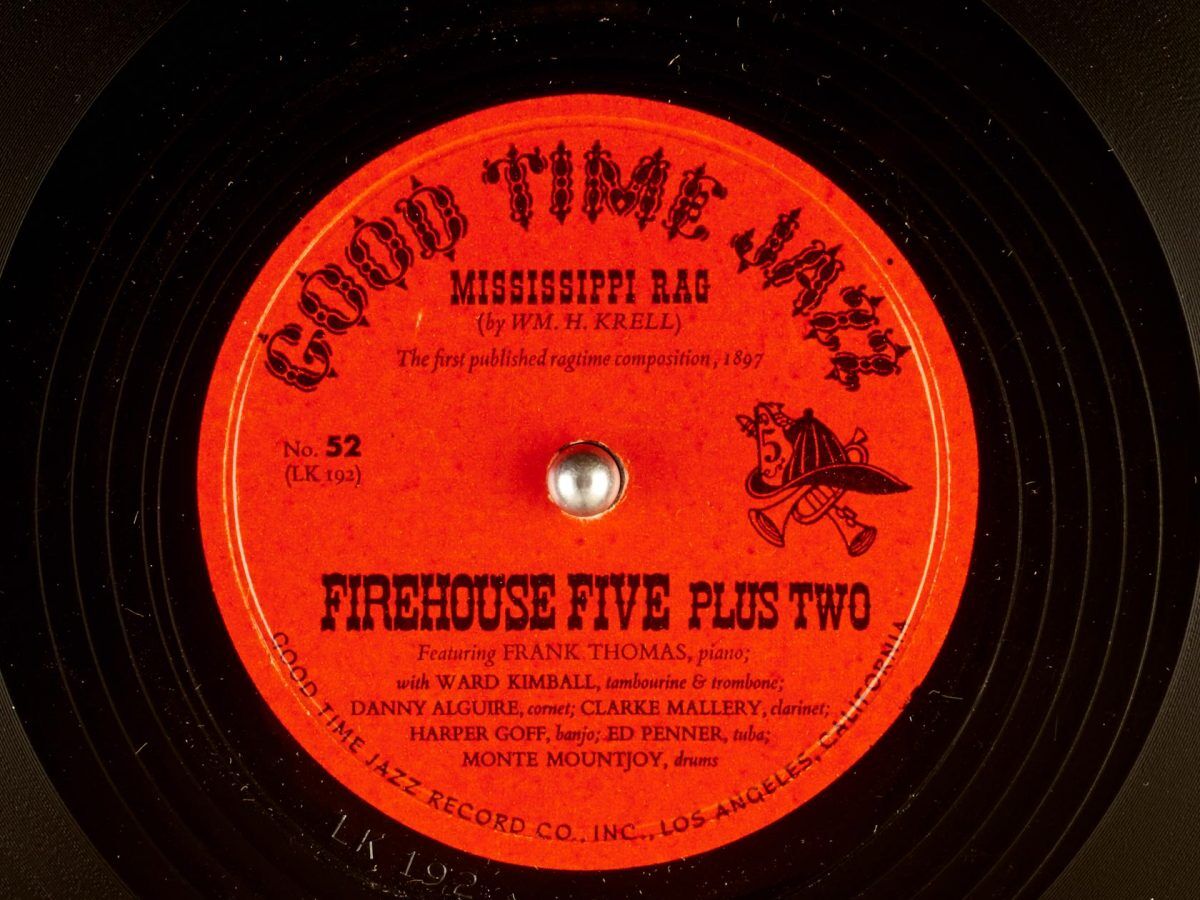 GOOD TIME JAZZ
MISSISSIPPI RAG
(by WM. H. KRELL)
The first published ragtime composition, 1897
No. 52
(LK 192)
5
FIREHOUSE FIVE PLUS TWO
Featuring FRANK THOMAS, piano;
with WARD KIMBALL, tambourine & trombone;
DANNY ALGUIRE, cornet; CLARKE MALLERY, clarinet;
HARPER GOFF, banjo; ED PENNER, tuba;
MONTE MOUNTJOY, drums
GOOD TIME JAZZ RECORD CO., INC., LOS ANGELES, CALIFORNIA
LK 192